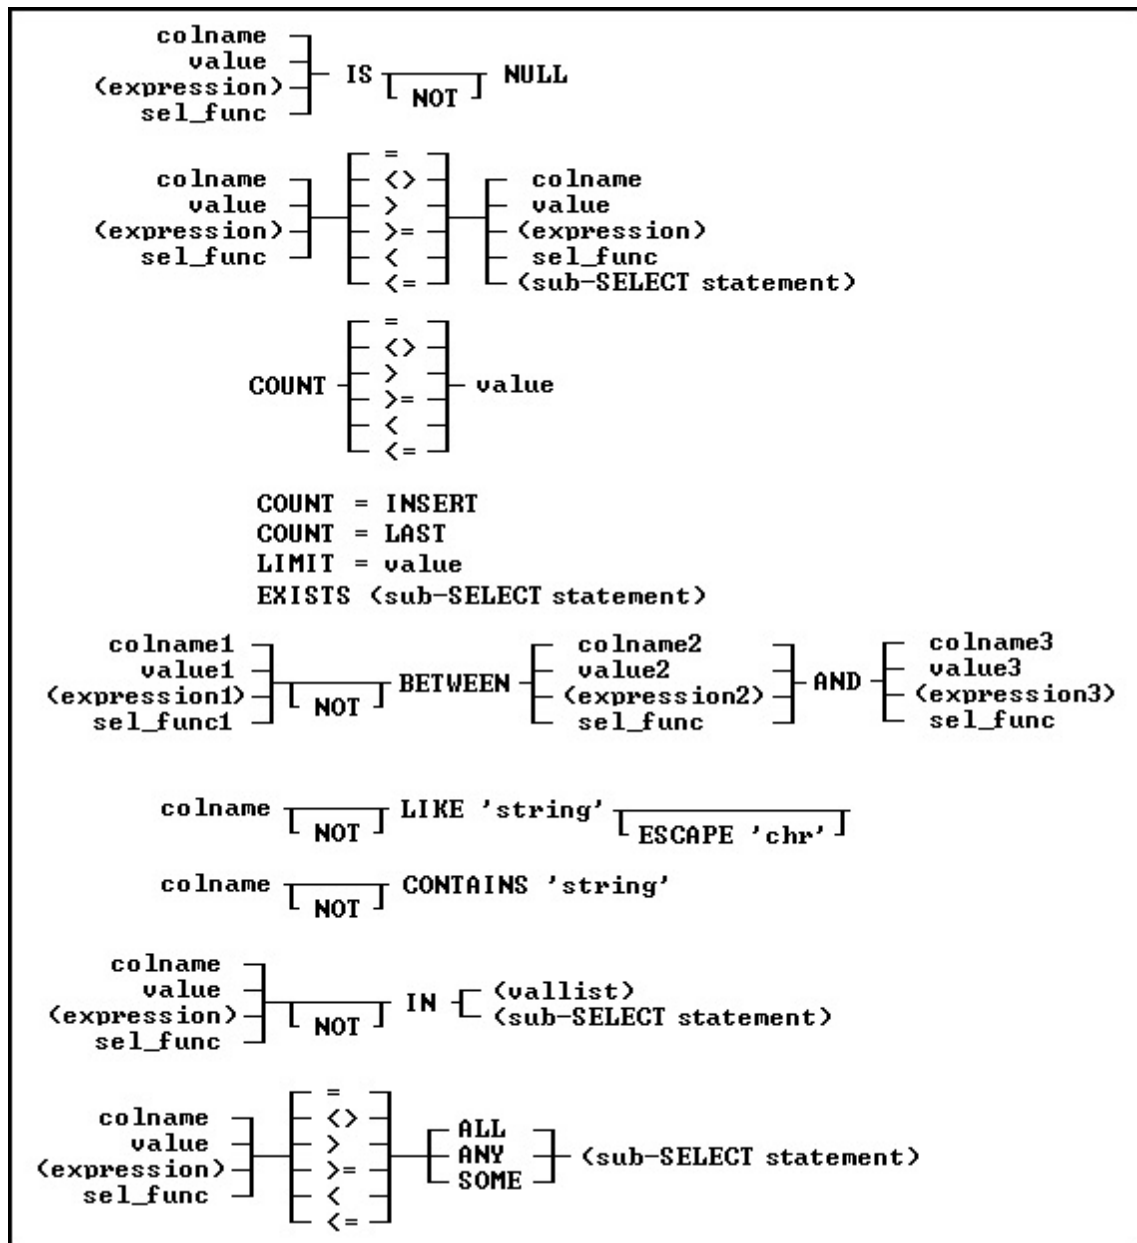 colname
value
(expression) IS NULL
NOT
sel_func
=
colname <> colname
value > value
(expression) >= (expression)
sel_func < sel_func
<= (sub-SELECT statement)
=
<>
>
COUNT value
>=
<
<=
COUNT = INSERT
COUNT = LAST
LIMIT = value
EXISTS (sub-SELECT statement)
colname1 colname2 colname3
value1 value2 value3
BETWEEN AND
(expression1) NOT (expression2) (expression3)
sel_func1 sel_func sel_func
colname LIKE 'string'
NOT ESCAPE 'chr'
colname CONTAINS 'string'
NOT
colname
value (vallist)
IN
(expression) NOT (sub-SELECT statement)
sel_func
=
colname <> ALL
value > ANY (sub-SELECT statement)
(expression) >= SOME
sel_func <
<=